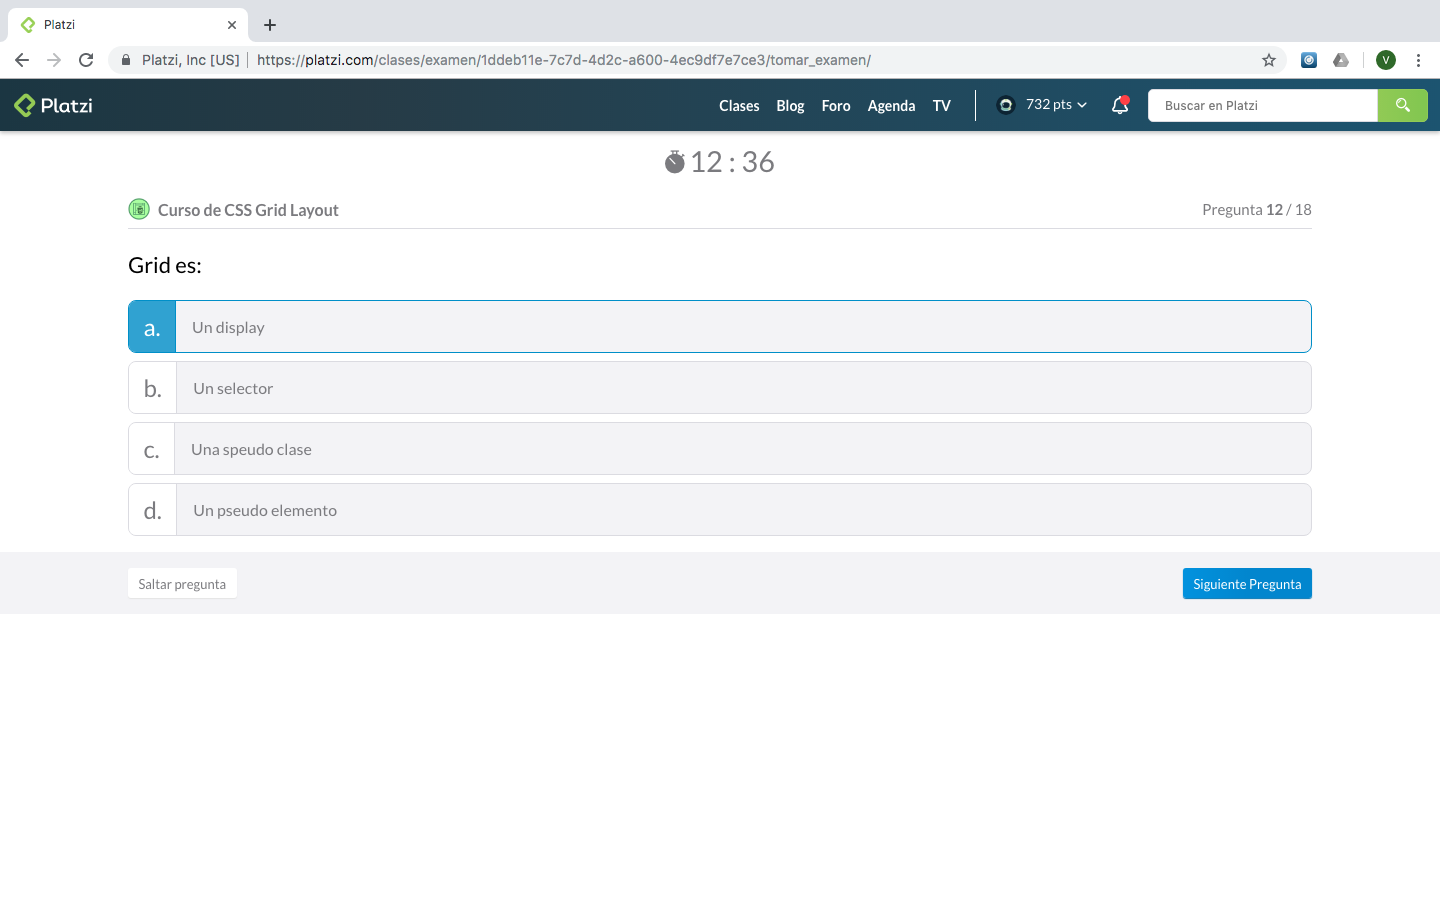 Platzi
Platzi, Inc [US] https://platzi.com/clases/examen/1ddeb11e-7c7d-4d2c-a600-4ec9df7e7ce3/tomar_examen/
V
Platzi Clases Blog Foro Agenda TV 732 pts Buscar en Platzi
12 : 36
Curso de CSS Grid Layout Pregunta 12 / 18
Grid es:
a. Un display
b. Un selector
c. Una speudo clase
d. Un pseudo elemento
Saltar pregunta Siguiente Pregunta